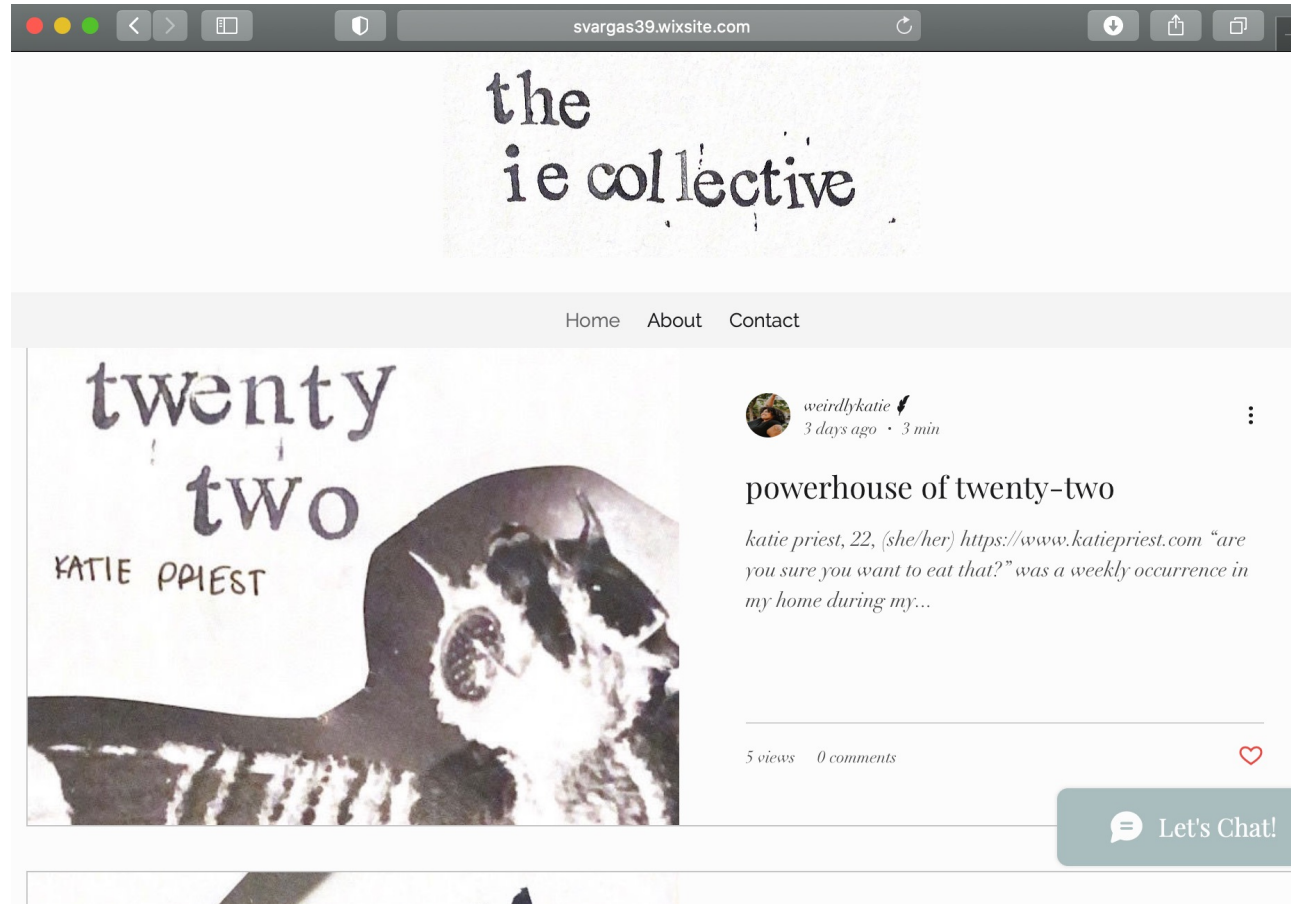 svargas39.wixsite.com
the
ie collective
Home About Contact
twenty
two
KATIE PRIEST
weirdlykatie
3 days ago · 3 min
powerhouse of twenty-two
katie priest, 22, (she/her) https://www.katiepriest.com “are
you sure you want to eat that?” was a weekly occurrence in
my home during my...
5 views 0 comments
Let's Chat!